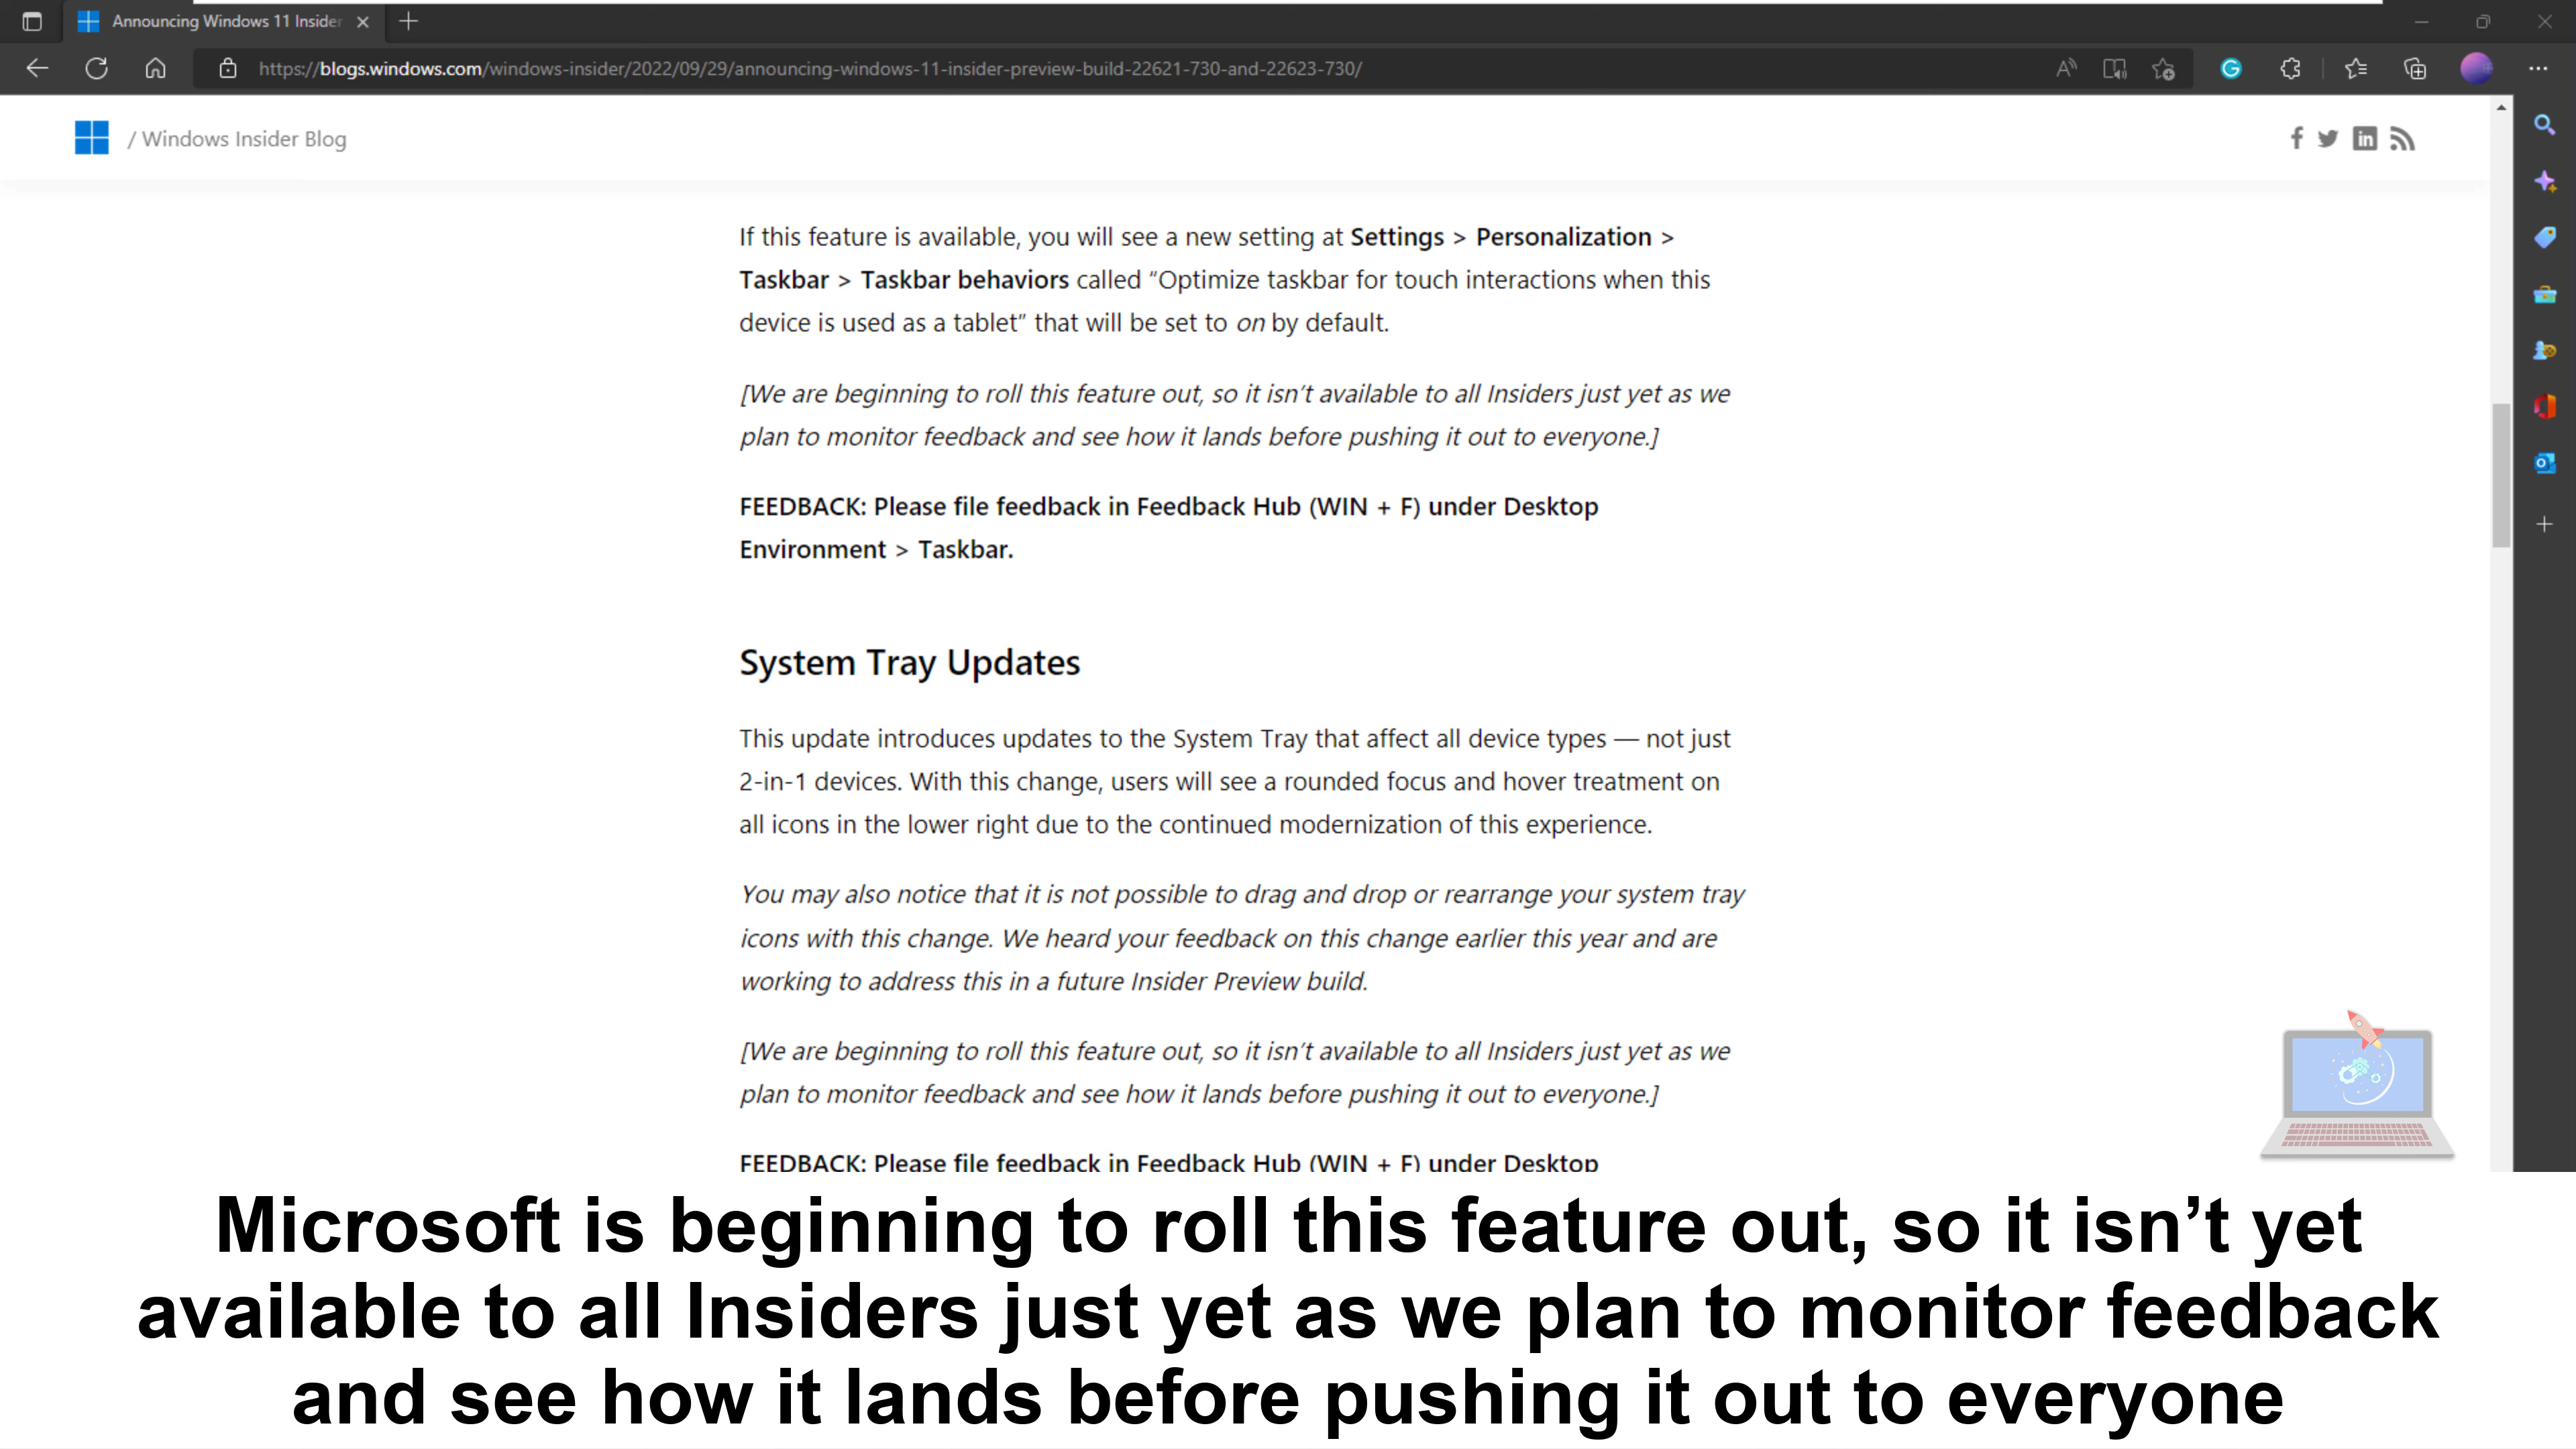 Announcing Windows 11 Insider
https://blogs.windows.com/windows-insider/2022/09/29/announcing-windows-11-insider-preview-build-22621-730-and-22623-730/
/ Windows Insider Blog
If this feature is available, you will see a new setting at Settings > Personalization >
Taskbar > Taskbar behaviors called “Optimize taskbar for touch interactions when this
device is used as a tablet” that will be set to on by default.
[We are beginning to roll this feature out, so it isn’t available to all Insiders just yet as we
plan to monitor feedback and see how it lands before pushing it out to everyone.]
FEEDBACK: Please file feedback in Feedback Hub (WIN + F) under Desktop
Environment > Taskbar.
System Tray Updates
This update introduces updates to the System Tray that affect all device types — not just
2-in-1 devices. With this change, users will see a rounded focus and hover treatment on
all icons in the lower right due to the continued modernization of this experience.
You may also notice that it is not possible to drag and drop or rearrange your system tray
icons with this change. We heard your feedback on this change earlier this year and are
working to address this in a future Insider Preview build.
[We are beginning to roll this feature out, so it isn’t available to all Insiders just yet as we
plan to monitor feedback and see how it lands before pushing it out to everyone.]
FEEDBACK: Please file feedback in Feedback Hub (WIN + F) under Desktop
Microsoft is beginning to roll this feature out, so it isn’t yet
available to all Insiders just yet as we plan to monitor feedback
and see how it lands before pushing it out to everyone